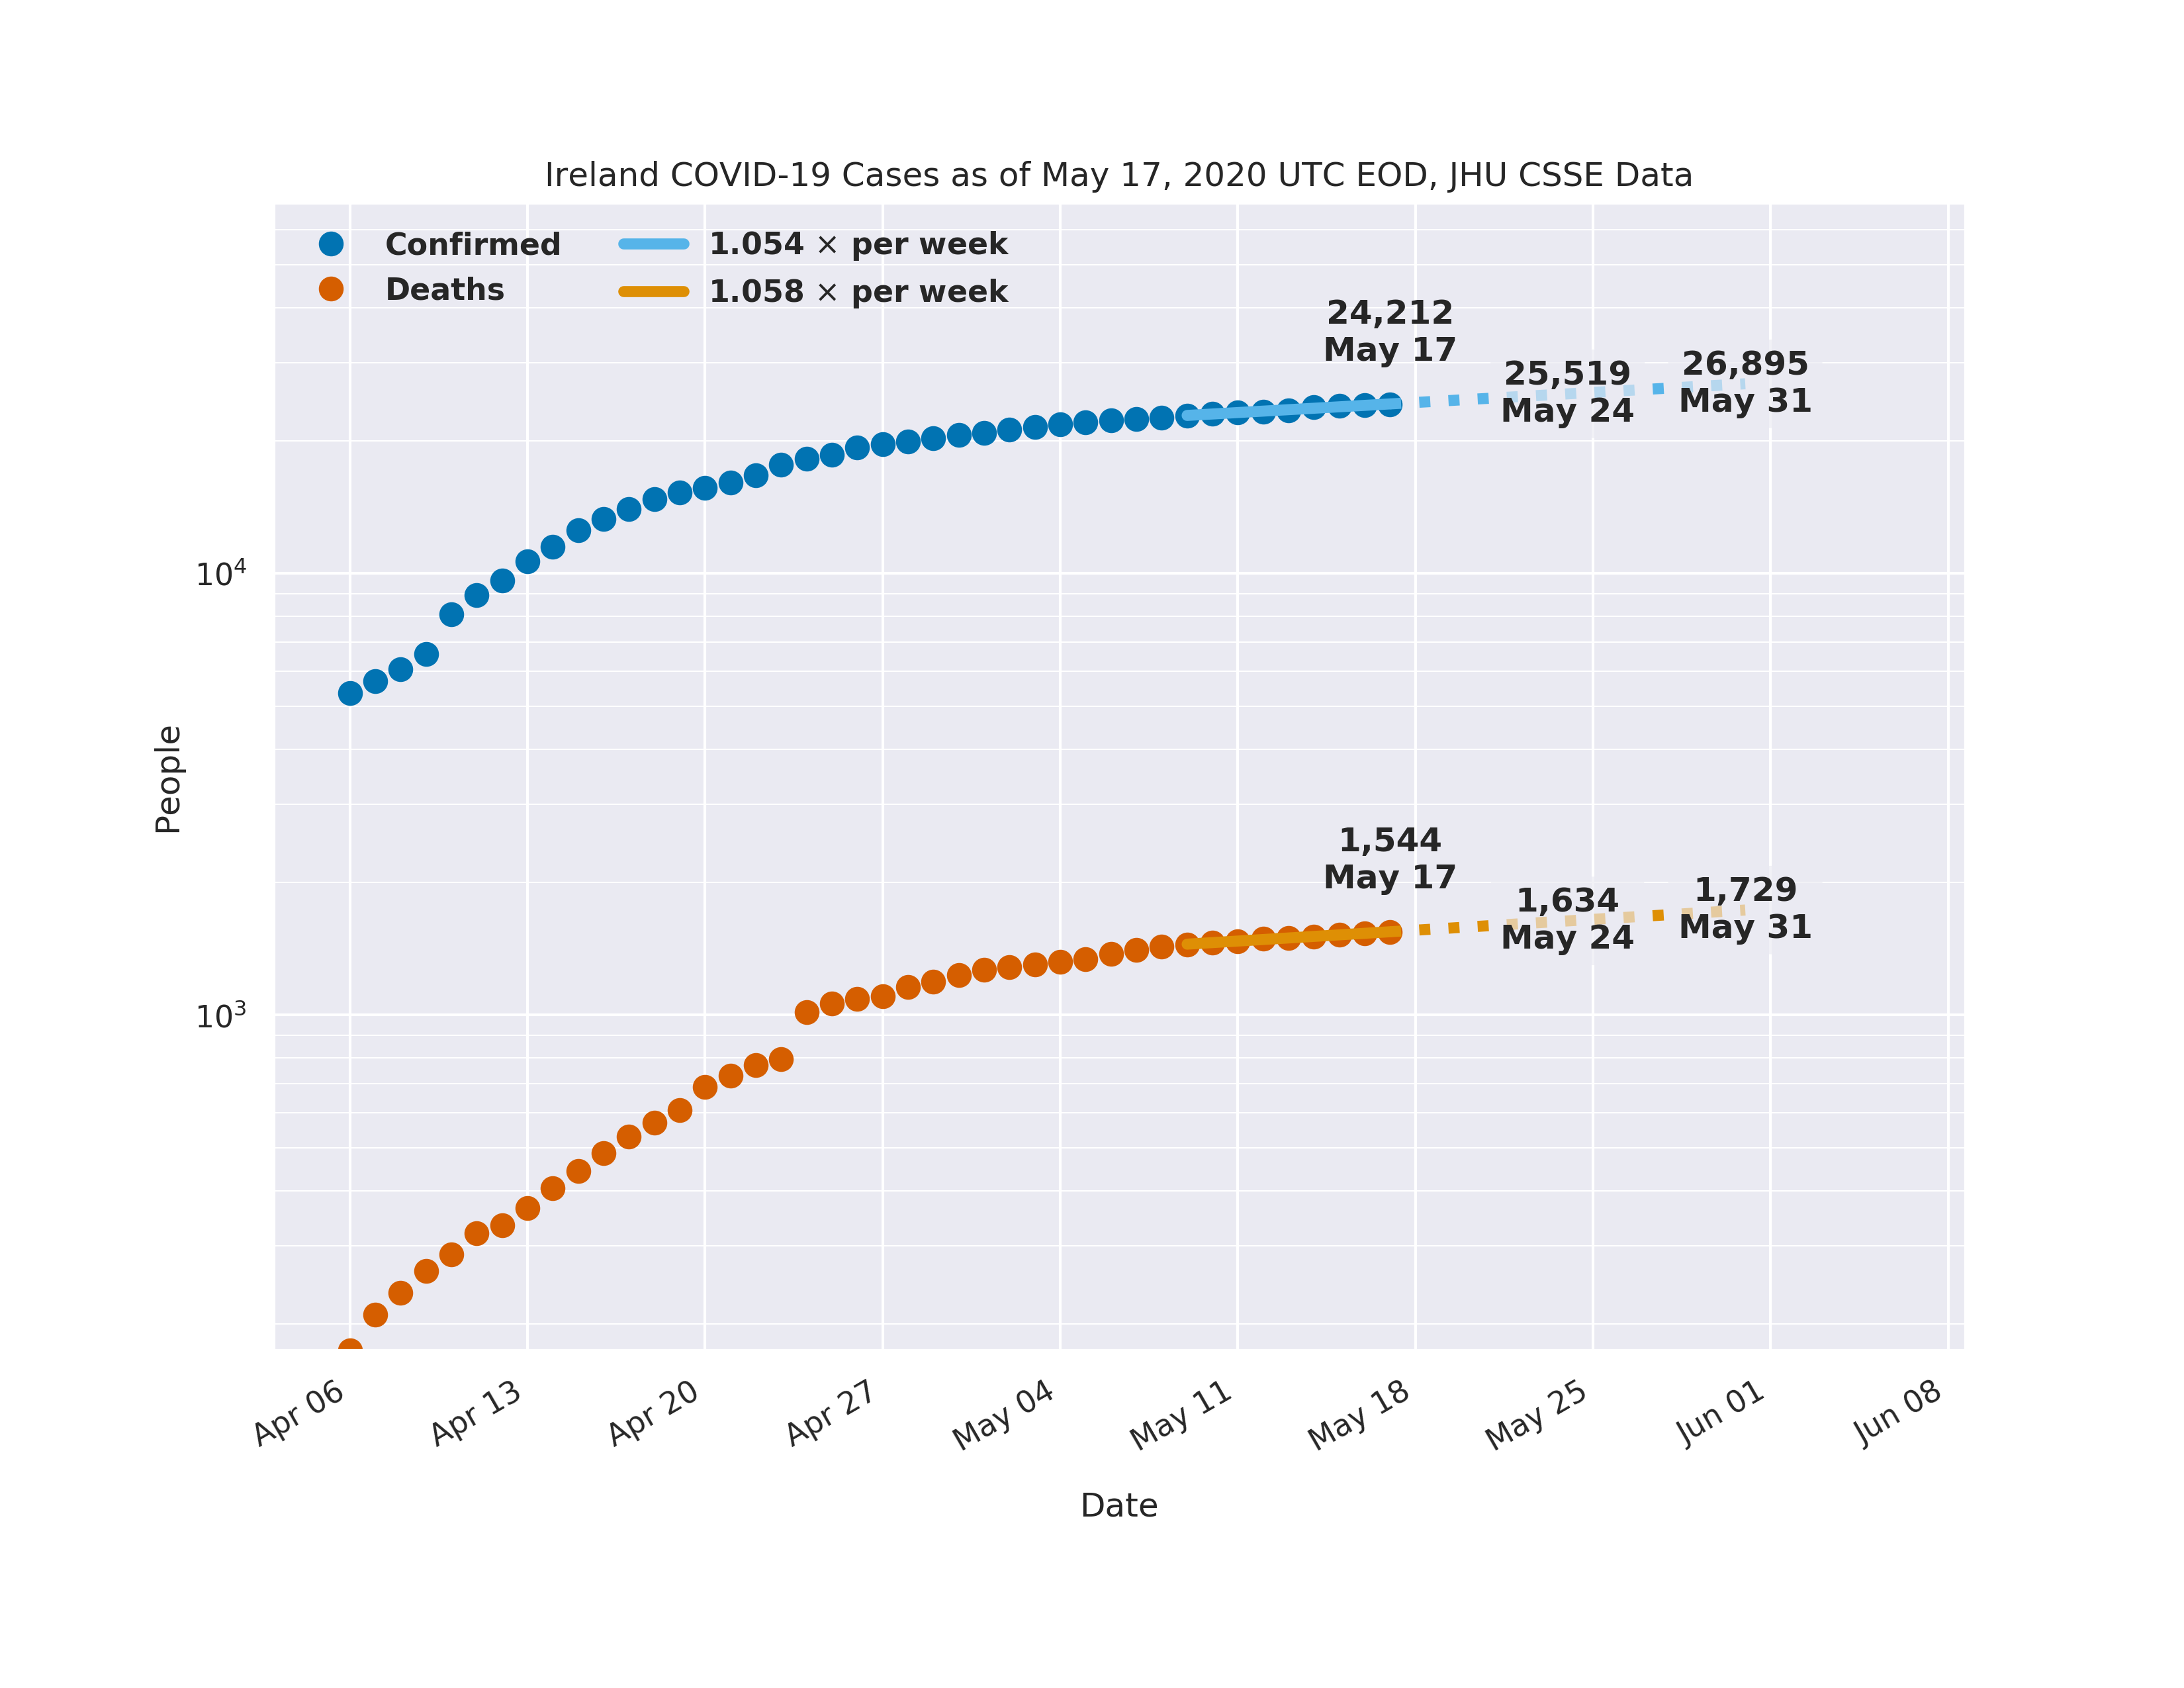 Ireland COVID-19 Cases as of May 17, 2020 UTC EOD, JHU CSSE Data
Confirmed
Deaths
1.054 × per week
1.058 × per week
24,212
May 17
25,519
May 24
26,895
May 31
1,544
May 17
1,634
May 24
1,729
May 31
People
10⁴
10³
Apr 06
Apr 13
Apr 20
Apr 27
May 04
May 11
May 18
May 25
Jun 01
Jun 08
Date